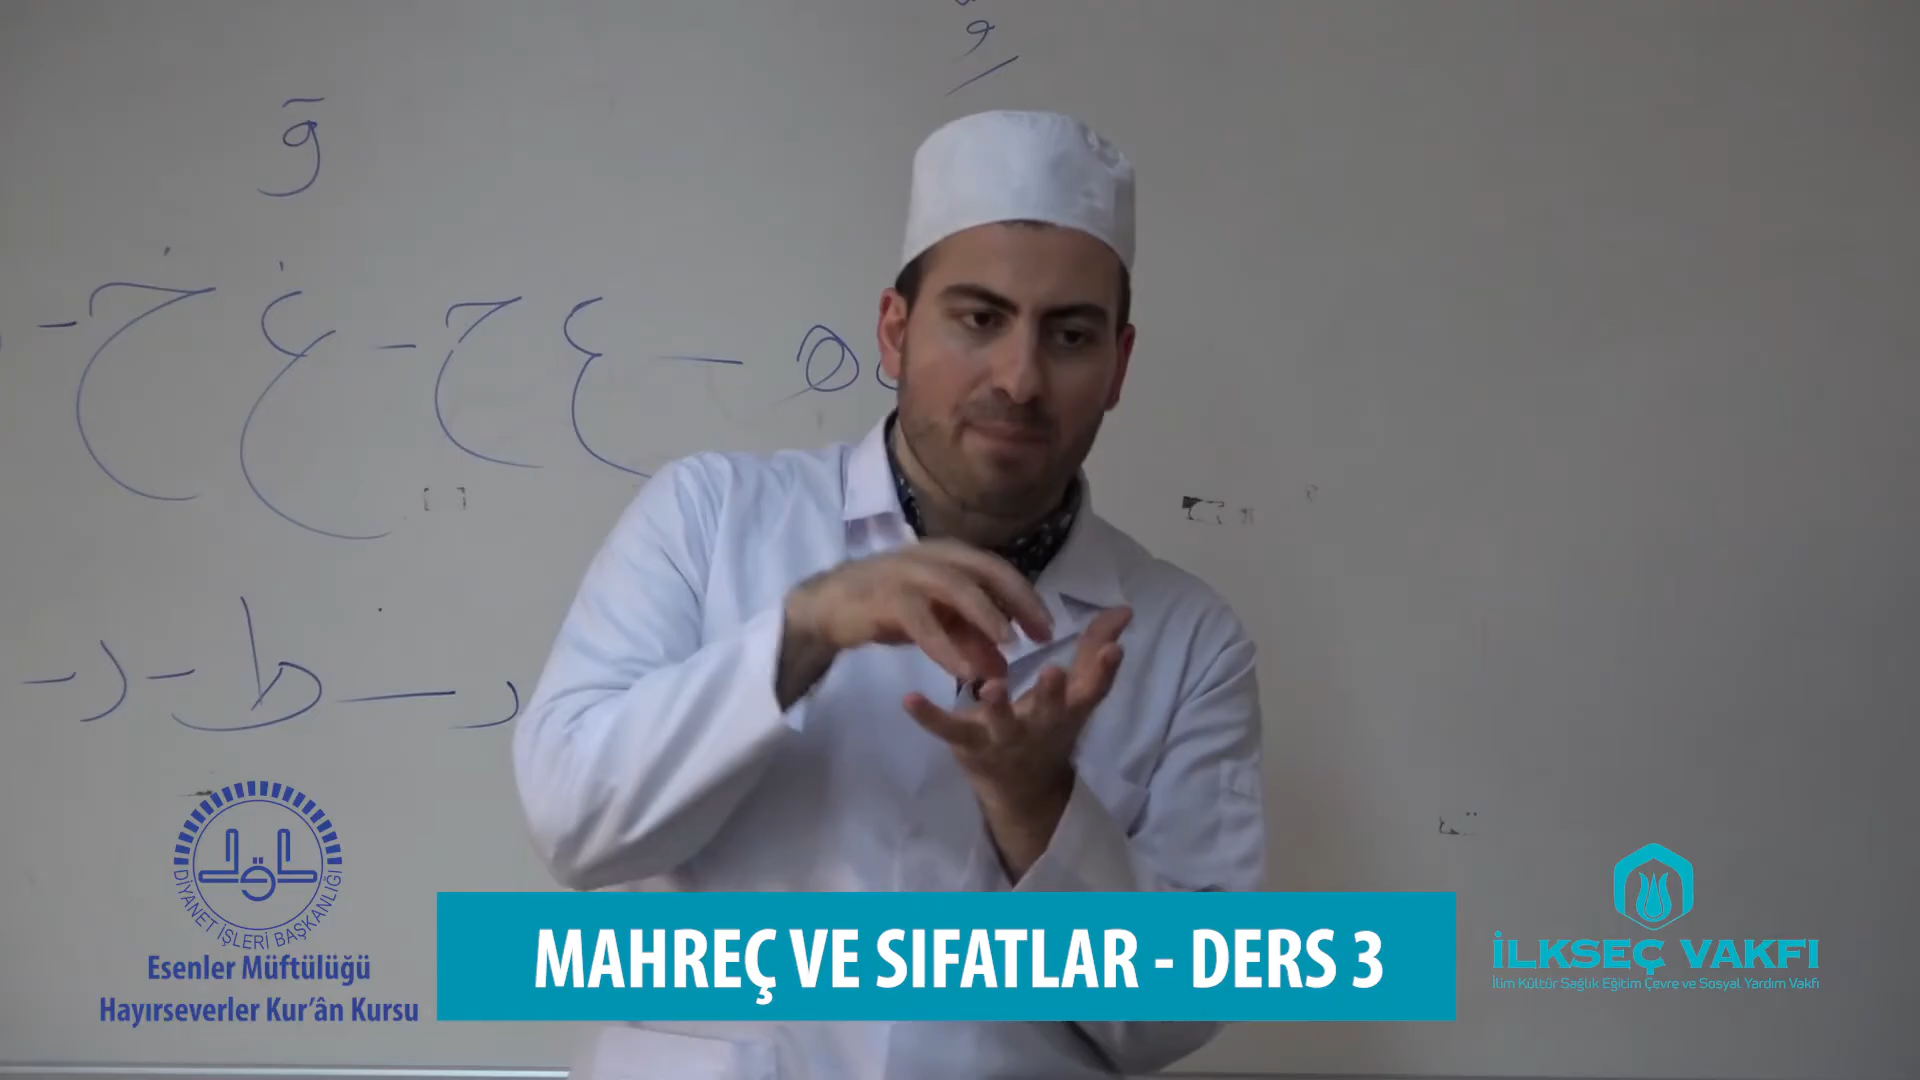 وَ
و
ه — ع ح — غ خ —
د — ط — د —
DİYANET İŞLERİ BAŞKANLIĞI
Esenler Müftülüğü
Hayırseverler Kur'ân Kursu
MAHREÇ VE SIFATLAR - DERS 3
İLKSEÇ VAKFI
İlim Kültür Sağlık Eğitim Çevre ve Sosyal Yardım Vakfı